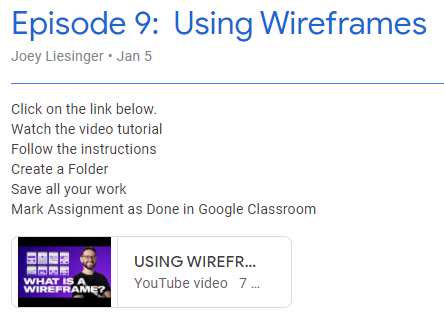 Episode 9:  Using Wireframes
Joey Liesinger • Jan 5
Click on the link below.
Watch the video tutorial
Follow the instructions
Create a Folder
Save all your work
Mark Assignment as Done in Google Classroom
WHAT IS A
WIREFRAME?
USING WIREFR...
YouTube video   7 ...